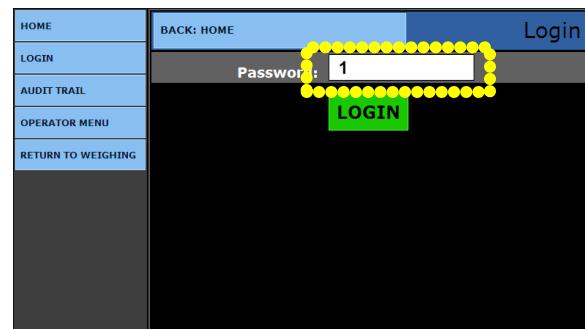 HOME
LOGIN
AUDIT TRAIL
OPERATOR MENU
RETURN TO WEIGHING
BACK: HOME
Login
Password: 1
LOGIN